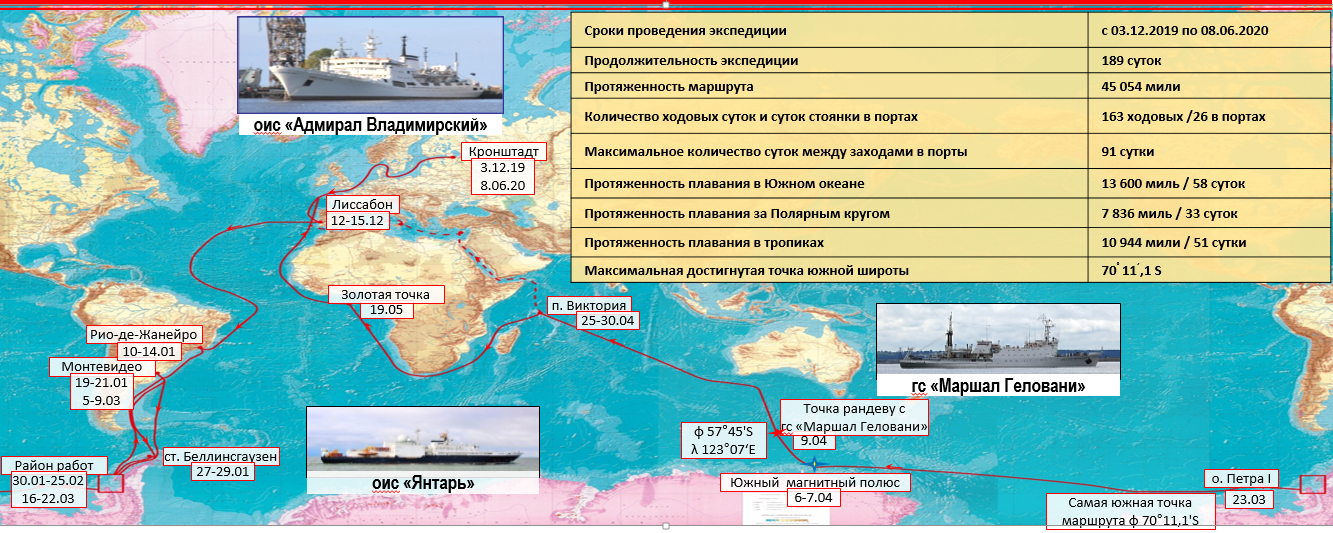 Сроки проведения экспедиции
с 03.12.2019 по 08.06.2020
Продолжительность экспедиции
189 суток
Протяженность маршрута
45 054 мили
Количество ходовых суток и суток стоянки в портах
163 ходовых /26 в портах
Максимальное количество суток между заходами в порты
91 сутки
Протяженность плавания в Южном океане
13 600 миль / 58 суток
Протяженность плавания за Полярным кругом
7 836 миль / 33 суток
Протяженность плавания в тропиках
10 944 мили / 51 сутки
Максимальная достигнутая точка южной широты
70° 11´,1 S
оис «Адмирал Владимирский»
Кронштадт
3.12.19
8.06.20
Лиссабон
12-15.12
Золотая точка
19.05
п. Виктория
25-30.04
Рио-де-Жанейро
10-14.01
Монтевидео
19-21.01
5-9.03
гс «Маршал Геловани»
Точка рандеву с
гс «Маршал Геловани»
9.04
ф 57°45'S
λ 123°07‘E
оис «Янтарь»
ст. Беллинсгаузен
27-29.01
Район работ
30.01-25.02
16-22.03
Южный магнитный полюс
6-7.04
о. Петра I
23.03
Самая южная точка
маршрута ф 70°11,1'S